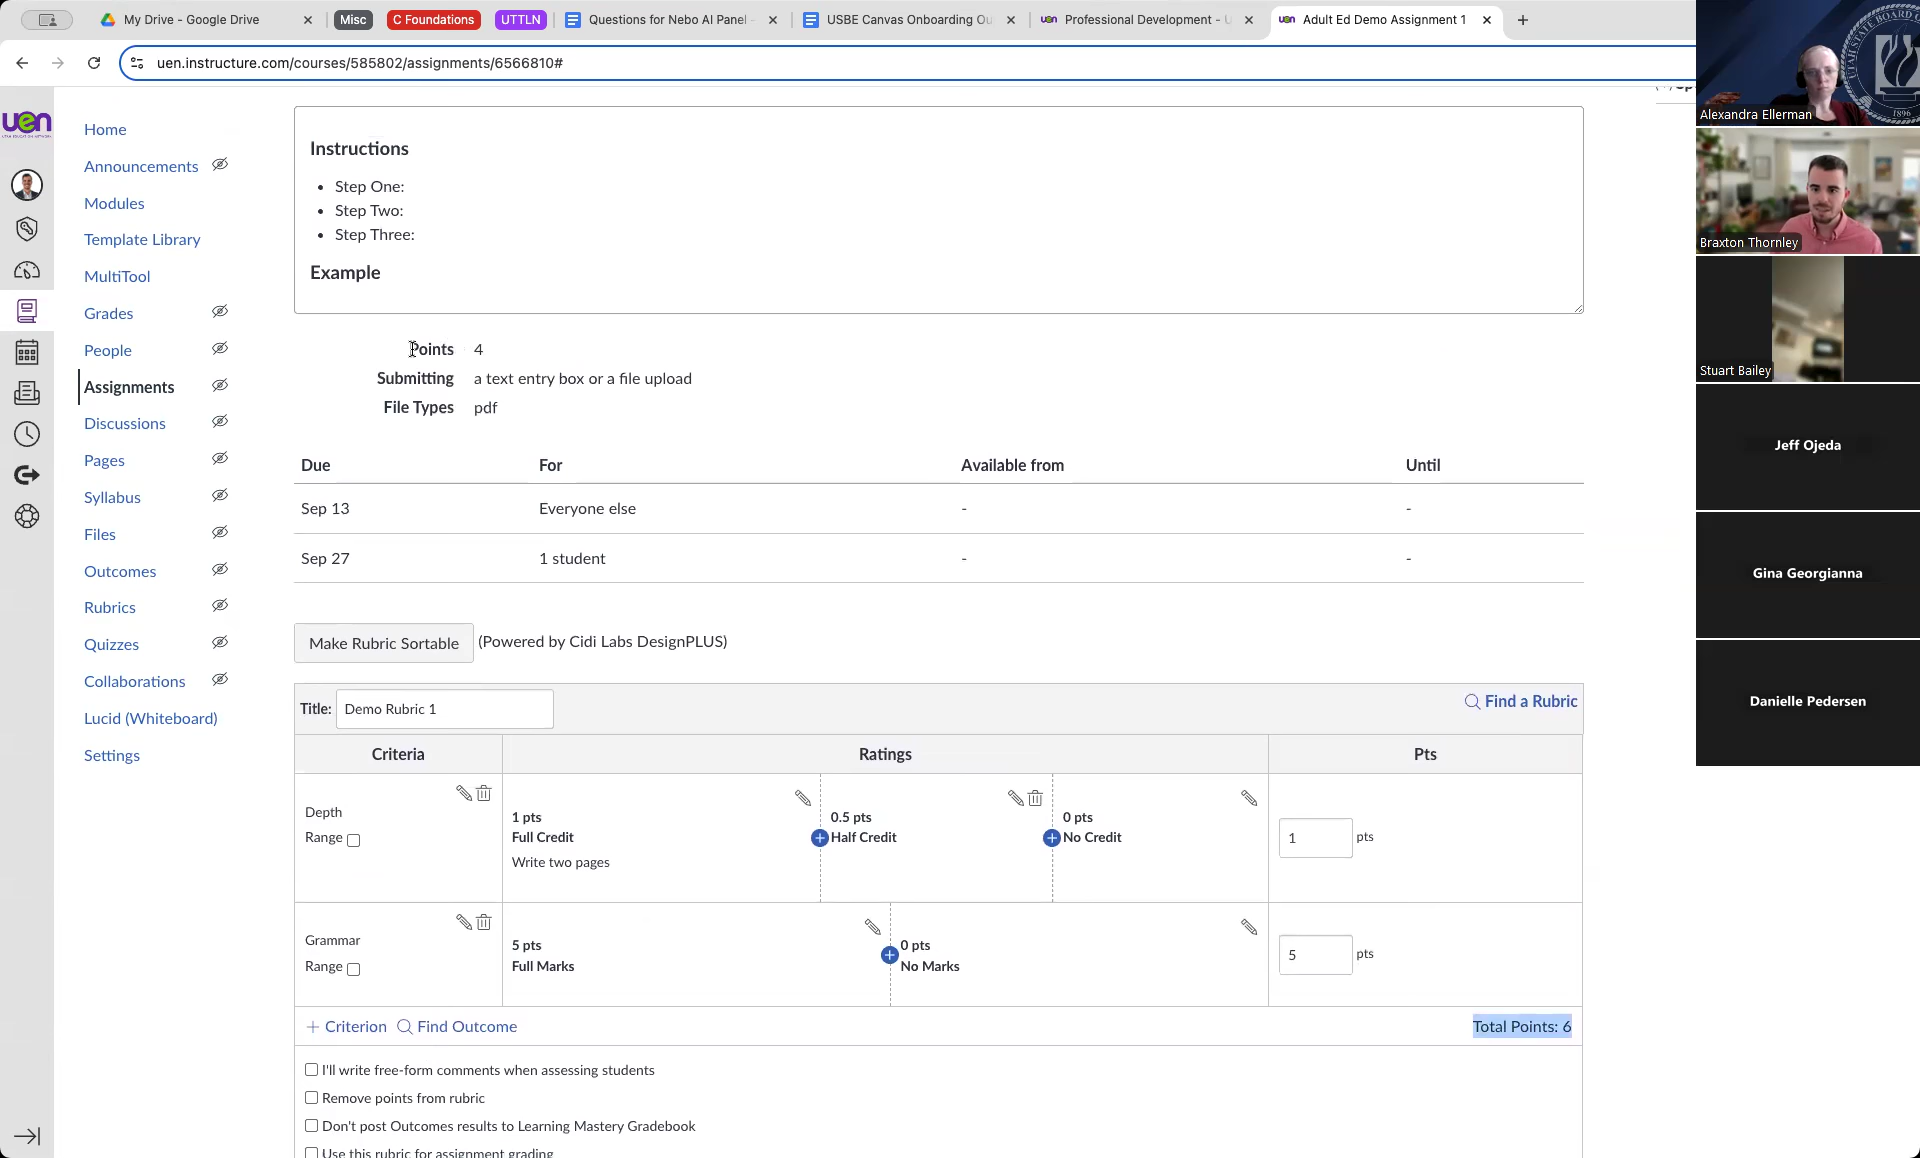 My Drive - Google Drive
Misc
C Foundations
UTTLN
Questions for Nebo AI Panel
USBE Canvas Onboarding Ou
Professional Development - U
Adult Ed Demo Assignment 1
uen.instructure.com/courses/585802/assignments/6566810#
uen
Home
Announcements
Modules
Template Library
MultiTool
Grades
People
Assignments
Discussions
Pages
Syllabus
Files
Outcomes
Rubrics
Quizzes
Collaborations
Lucid (Whiteboard)
Settings
Instructions
Step One:
Step Two:
Step Three:
Example
Points 4
Submitting a text entry box or a file upload
File Types pdf
Due For Available from Until
Sep 13 Everyone else - -
Sep 27 1 student - -
Make Rubric Sortable (Powered by Cidi Labs DesignPLUS)
Title: Demo Rubric 1
Find a Rubric
Criteria Ratings Pts
Depth
Range
1 pts
Full Credit
Write two pages
0.5 pts
Half Credit
0 pts
No Credit
1 pts
Grammar
Range
5 pts
Full Marks
0 pts
No Marks
5 pts
Criterion Find Outcome Total Points: 6
I'll write free-form comments when assessing students
Remove points from rubric
Don't post Outcomes results to Learning Mastery Gradebook
Use this rubric for assignment grading
Alexandra Ellerman
1896
Braxton Thornley
Stuart Bailey
Jeff Ojeda
Gina Georgianna
Danielle Pedersen